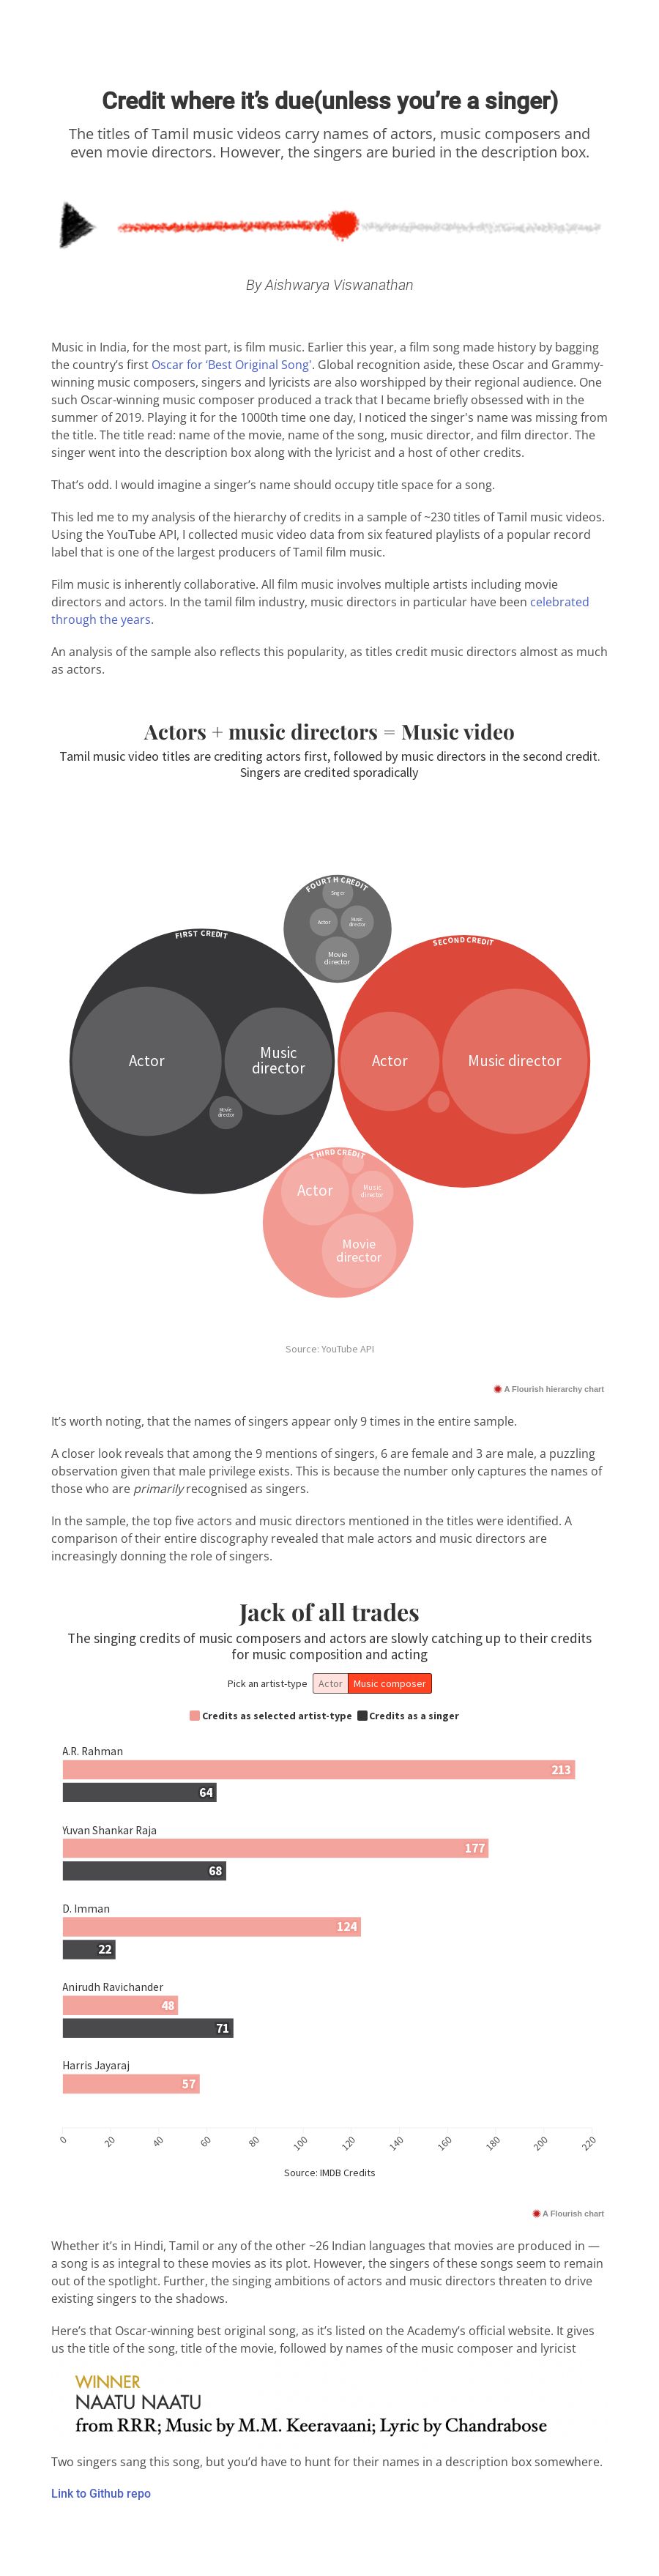 Credit where it’s due(unless you’re a singer)
The titles of Tamil music videos carry names of actors, music composers and
even movie directors. However, the singers are buried in the description box.
By Aishwarya Viswanathan
Music in India, for the most part, is film music. Earlier this year, a film song made history by bagging
the country’s first Oscar for ‘Best Original Song'. Global recognition aside, these Oscar and Grammy-
winning music composers, singers and lyricists are also worshipped by their regional audience. One
such Oscar-winning music composer produced a track that I became briefly obsessed with in the
summer of 2019. Playing it for the 1000th time one day, I noticed the singer's name was missing from
the title. The title read: name of the movie, name of the song, music director, and film director. The
singer went into the description box along with the lyricist and a host of other credits.
That’s odd. I would imagine a singer’s name should occupy title space for a song.
This led me to my analysis of the hierarchy of credits in a sample of ~230 titles of Tamil music videos.
Using the YouTube API, I collected music video data from six featured playlists of a popular record
label that is one of the largest producers of Tamil film music.
Film music is inherently collaborative. All film music involves multiple artists including movie
directors and actors. In the tamil film industry, music directors in particular have been celebrated
through the years.
An analysis of the sample also reflects this popularity, as titles credit music directors almost as much
as actors.
Actors + music directors = Music video
Tamil music video titles are crediting actors first, followed by music directors in the second credit.
Singers are credited sporadically
FOURTH CREDIT
Singer
Actor
Music
director
Movie
director
FIRST CREDIT
Actor
Music
director
Movie
director
SECOND CREDIT
Actor
Music director
THIRD CREDIT
Actor
Music
director
Movie
director
Source: YouTube API
A Flourish hierarchy chart
It’s worth noting, that the names of singers appear only 9 times in the entire sample.
A closer look reveals that among the 9 mentions of singers, 6 are female and 3 are male, a puzzling
observation given that male privilege exists. This is because the number only captures the names of
those who are primarily recognised as singers.
In the sample, the top five actors and music directors mentioned in the titles were identified. A
comparison of their entire discography revealed that male actors and music directors are
increasingly donning the role of singers.
Jack of all trades
The singing credits of music composers and actors are slowly catching up to their credits
for music composition and acting
Pick an artist-type Actor Music composer
Credits as selected artist-type Credits as a singer
A.R. Rahman
213
64
Yuvan Shankar Raja
177
68
D. Imman
124
22
Anirudh Ravichander
48
71
Harris Jayaraj
57
0 20 40 60 80 100 120 140 160 180 200 220
Source: IMDB Credits
A Flourish chart
Whether it’s in Hindi, Tamil or any of the other ~26 Indian languages that movies are produced in —
a song is as integral to these movies as its plot. However, the singers of these songs seem to remain
out of the spotlight. Further, the singing ambitions of actors and music directors threaten to drive
existing singers to the shadows.
Here’s that Oscar-winning best original song, as it’s listed on the Academy’s official website. It gives
us the title of the song, title of the movie, followed by names of the music composer and lyricist
WINNER
NAATU NAATU
from RRR; Music by M.M. Keeravaani; Lyric by Chandrabose
Two singers sang this song, but you’d have to hunt for their names in a description box somewhere.
Link to Github repo